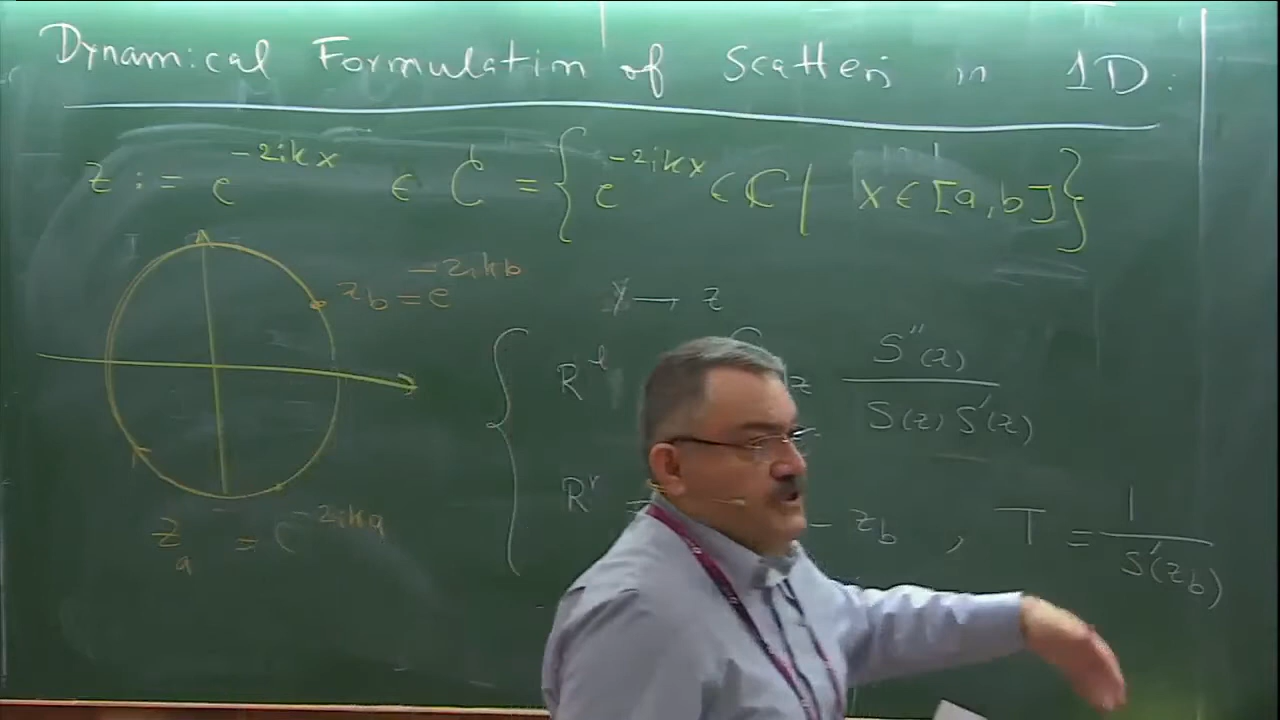 Dynamical Formulation of Scatteri in 1D:
z := e^{-2ikx} ∈ C = { e^{-2ikx} ∈ ℂ | x ∈ [a,b] }
z_b = e^{-2ikb}
x → z
R^l z S''(z) / S(z) S'(z)
R^r = - z_b , T = 1 / S'(z_b)
z_a = e^{-2ika}